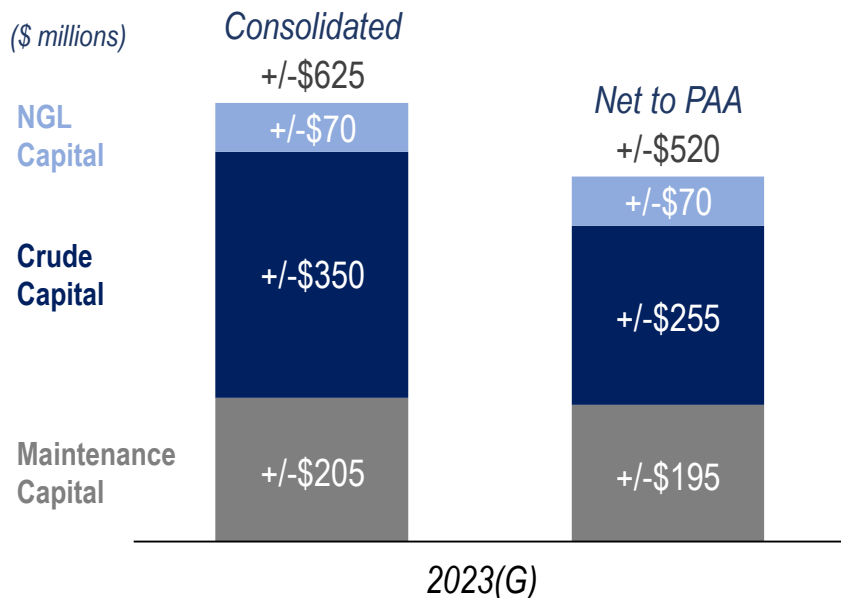 ($ millions)
Consolidated
+/-$625
Net to PAA
+/-$520
NGL
Capital
+/-$70
+/-$70
Crude
Capital
+/-$350
+/-$255
Maintenance
Capital
+/-$205
+/-$195
2023(G)